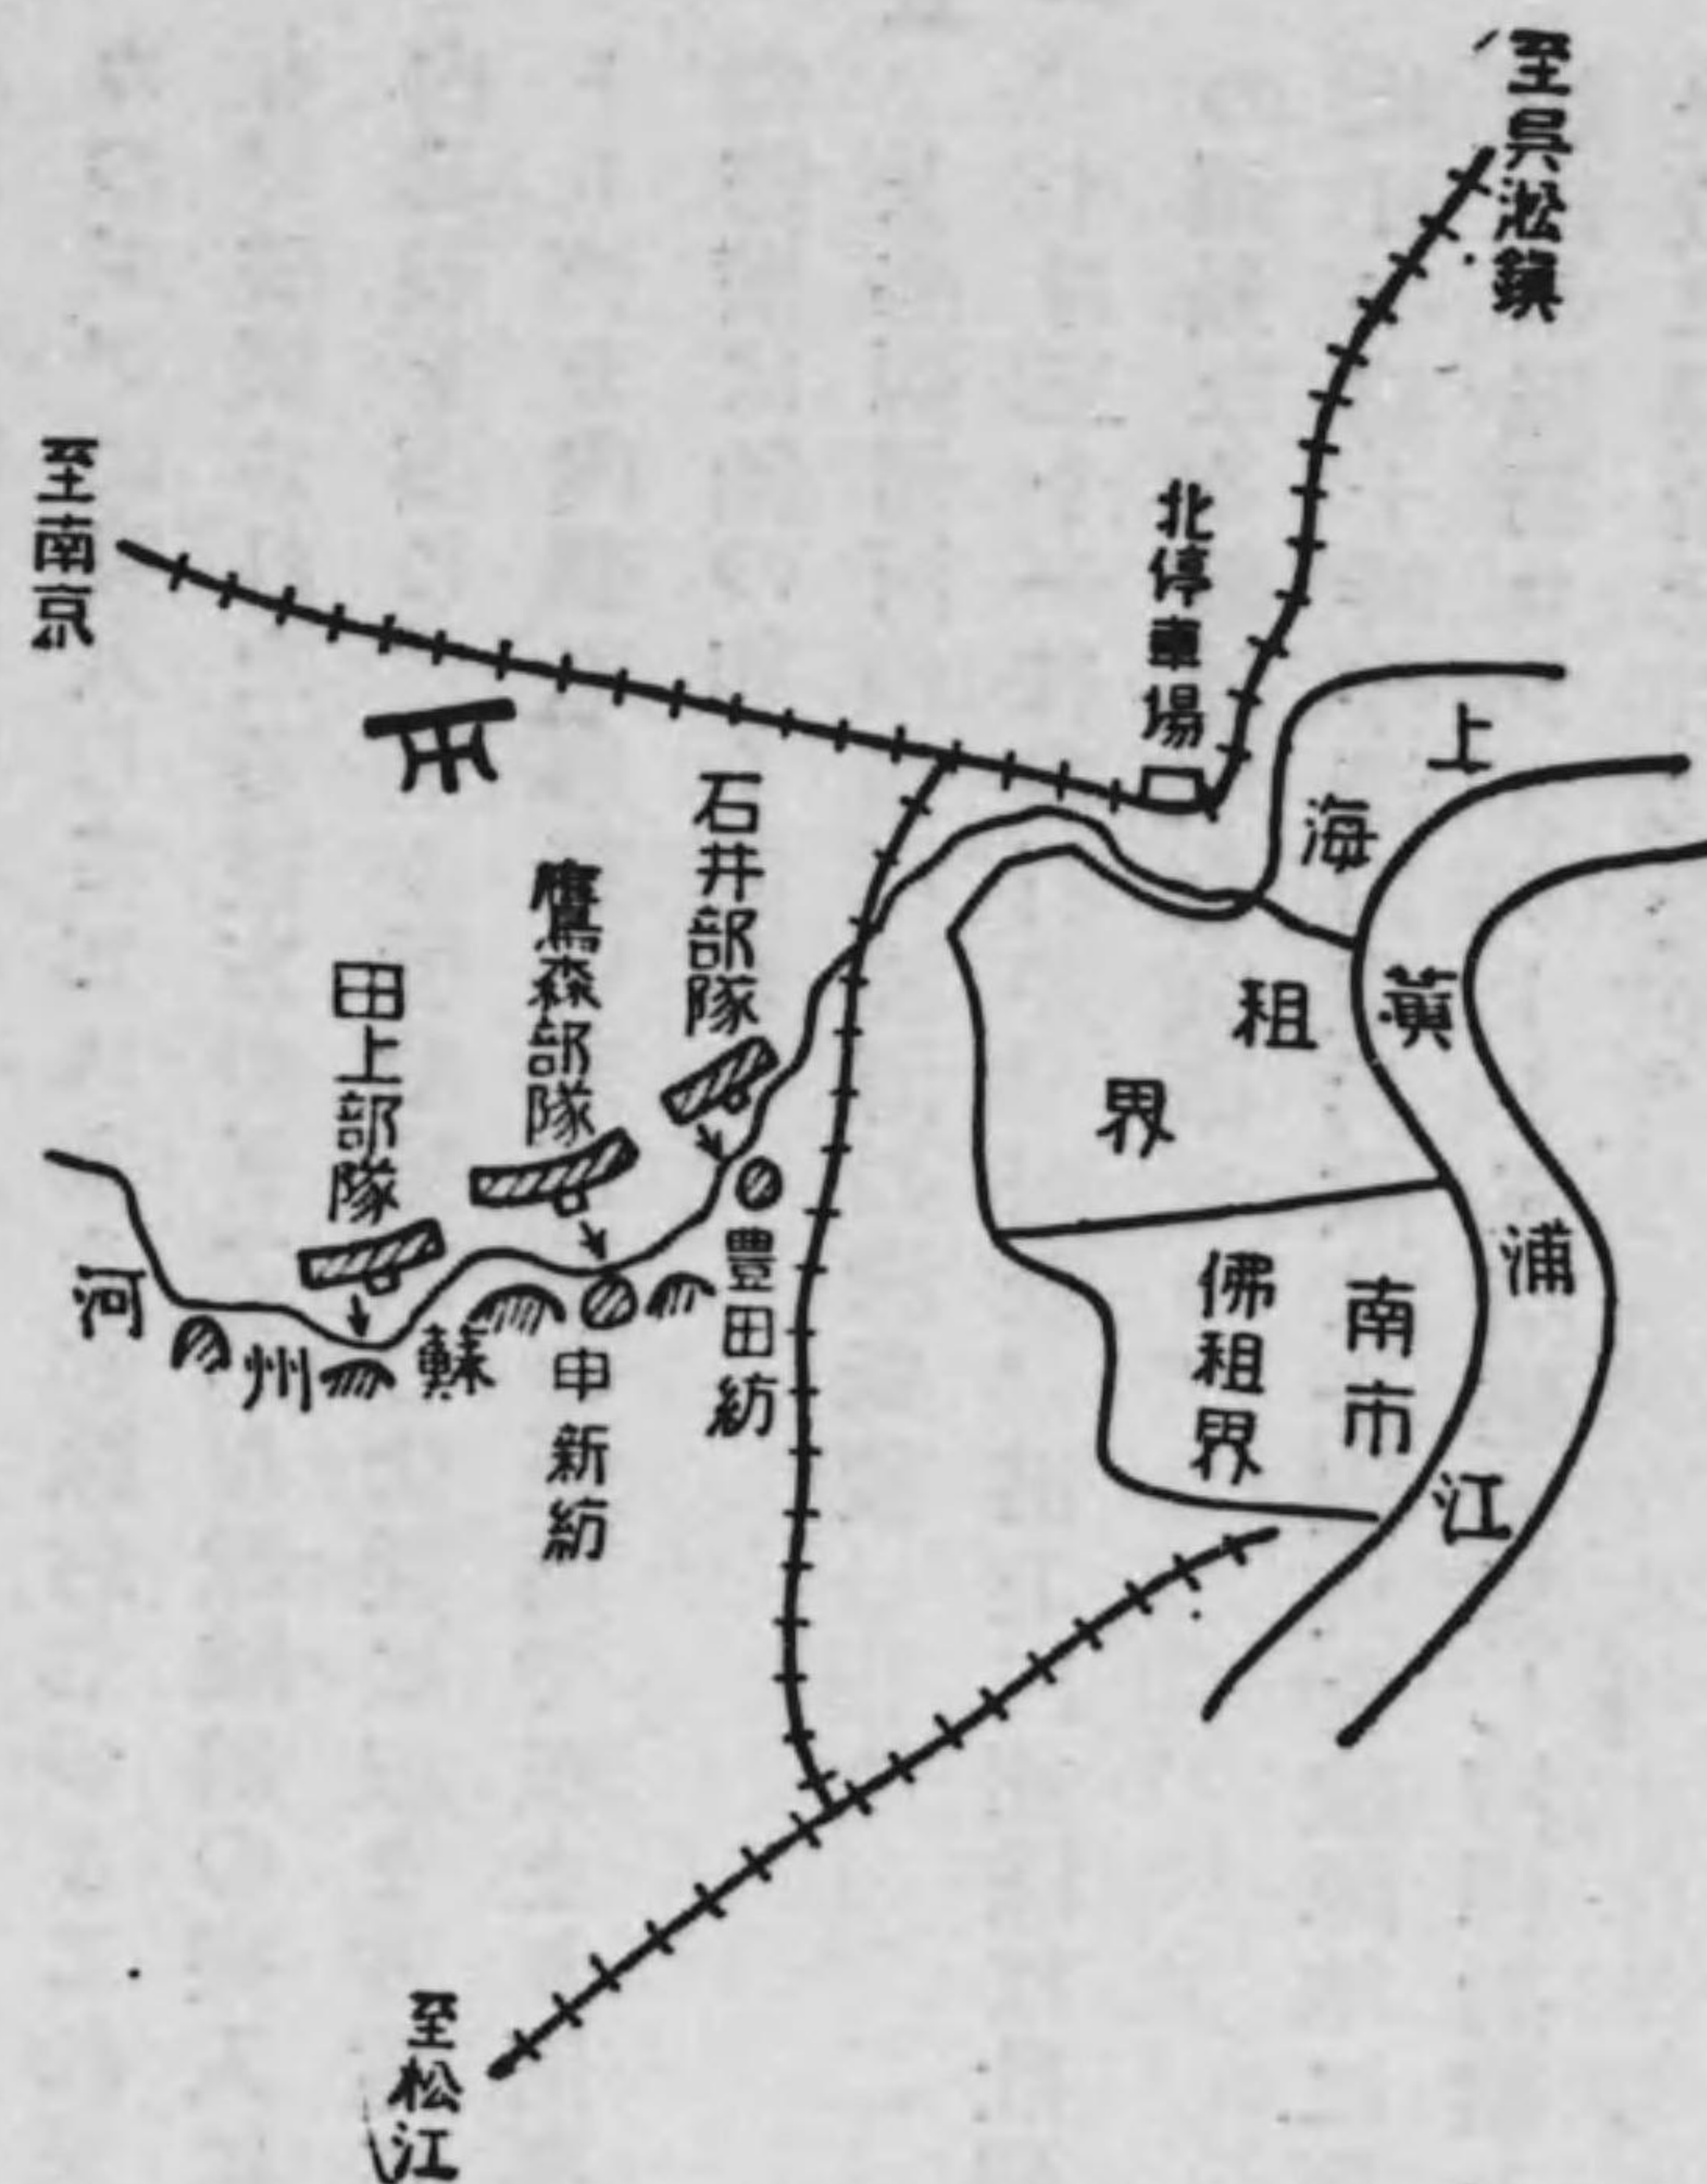 至呉淞鎭
至南京
北停車場
上海
租界
黃浦江
石井部隊
鷹森部隊
田上部隊
蘇州河
豊田紡
申新紡
佛租界
南市
至松江